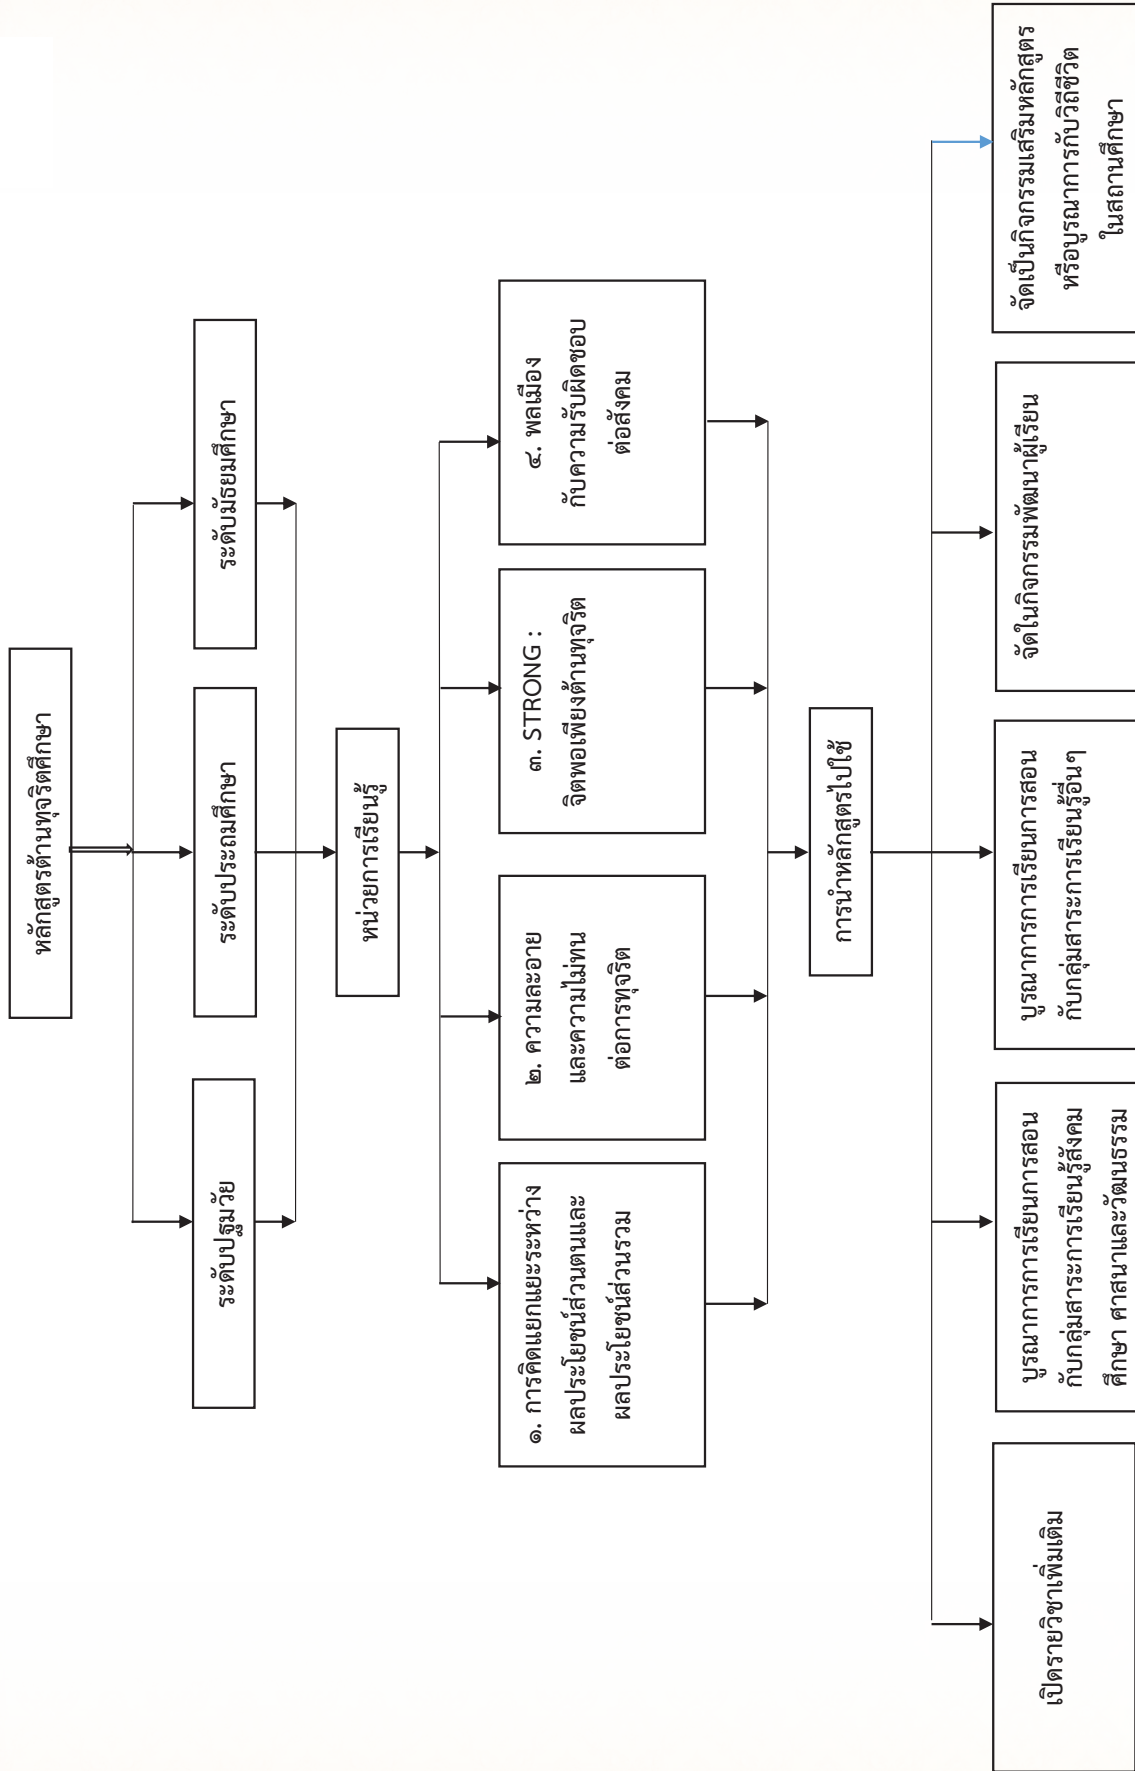 หลักสูตรต้านทุจริตศึกษา
ระดับปฐมวัย
ระดับประถมศึกษา
ระดับมัธยมศึกษา
หน่วยการเรียนรู้
๑. การคิดแยกแยะระหว่าง
ผลประโยชน์ส่วนตนและ
ผลประโยชน์ส่วนรวม
๒. ความละอาย
และความไม่ทน
ต่อการทุจริต
๓. STRONG :
จิตพอเพียงต้านทุจริต
๔. พลเมือง
กับความรับผิดชอบ
ต่อสังคม
การนำหลักสูตรไปใช้
เปิดรายวิชาเพิ่มเติม
บูรณาการการเรียนการสอน
กับกลุ่มสาระการเรียนรู้สังคม
ศึกษา ศาสนาและวัฒนธรรม
บูรณาการการเรียนการสอน
กับกลุ่มสาระการเรียนรู้อื่นๆ
จัดในกิจกรรมพัฒนาผู้เรียน
จัดเป็นกิจกรรมเสริมหลักสูตร
หรือบูรณาการกับวิถีชีวิต
ในสถานศึกษา